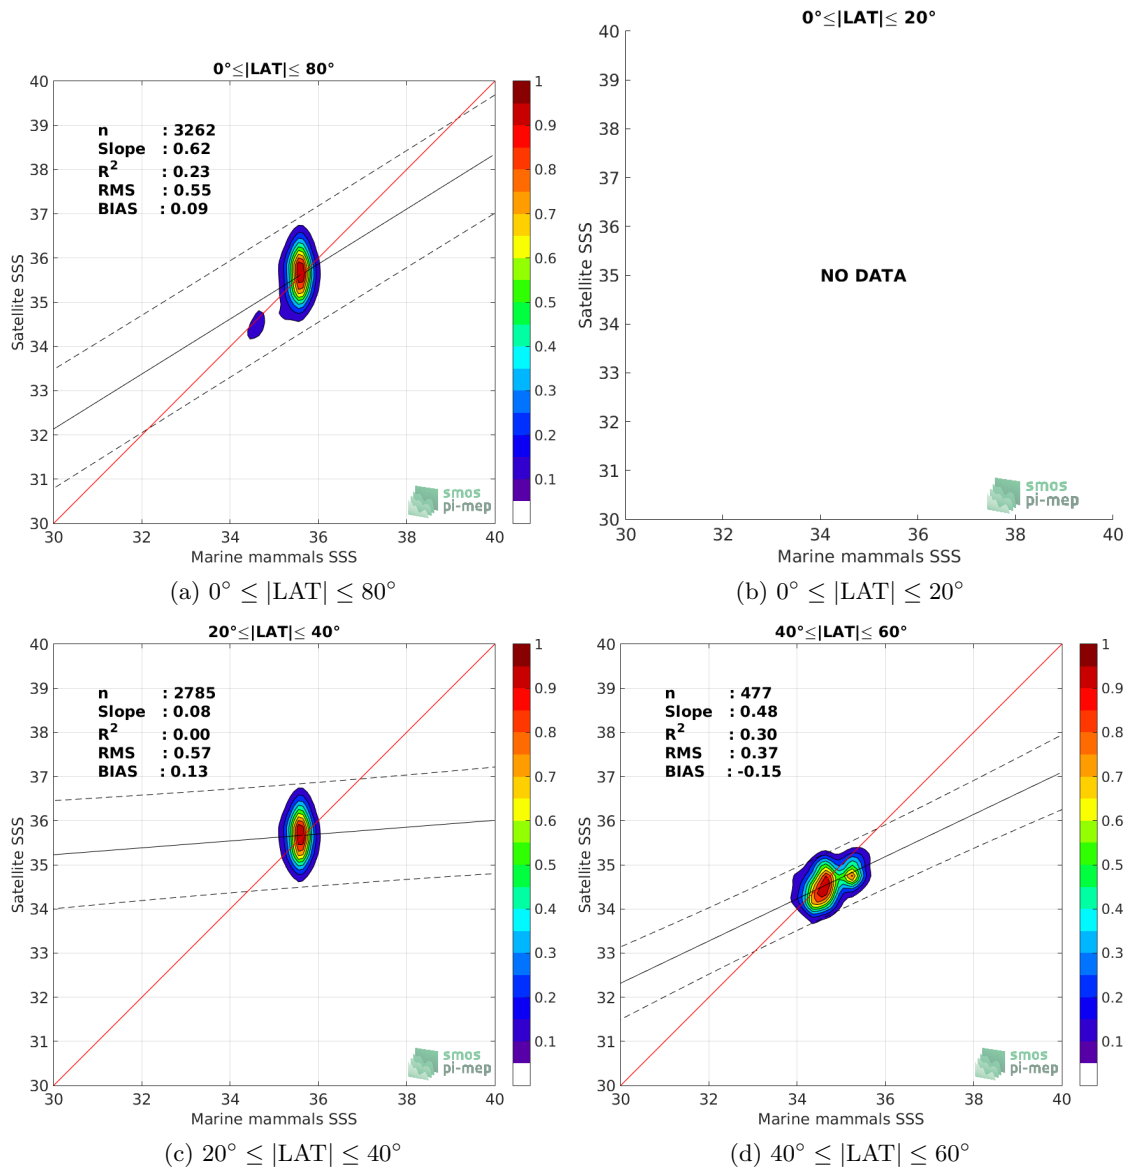 0°≤|LAT|≤ 80°
n : 3262
Slope : 0.62
R² : 0.23
RMS : 0.55
BIAS : 0.09
40
39
38
37
36
35
34
33
32
31
30
30 32 34 36 38 40
Satellite SSS
Marine mammals SSS
1
0.9
0.8
0.7
0.6
0.5
0.4
0.3
0.2
0.1
smos
pi-mep
(a) 0° ≤ |LAT| ≤ 80°
0°≤|LAT|≤ 20°
40
39
38
37
36
35
34
33
32
31
30
30 32 34 36 38 40
Satellite SSS
NO DATA
Marine mammals SSS
smos
pi-mep
(b) 0° ≤ |LAT| ≤ 20°
20°≤|LAT|≤ 40°
n : 2785
Slope : 0.08
R² : 0.00
RMS : 0.57
BIAS : 0.13
40
39
38
37
36
35
34
33
32
31
30
30 32 34 36 38 40
Satellite SSS
Marine mammals SSS
1
0.9
0.8
0.7
0.6
0.5
0.4
0.3
0.2
0.1
smos
pi-mep
(c) 20° ≤ |LAT| ≤ 40°
40°≤|LAT|≤ 60°
n : 477
Slope : 0.48
R² : 0.30
RMS : 0.37
BIAS : -0.15
40
39
38
37
36
35
34
33
32
31
30
30 32 34 36 38 40
Satellite SSS
Marine mammals SSS
1
0.9
0.8
0.7
0.6
0.5
0.4
0.3
0.2
0.1
smos
pi-mep
(d) 40° ≤ |LAT| ≤ 60°